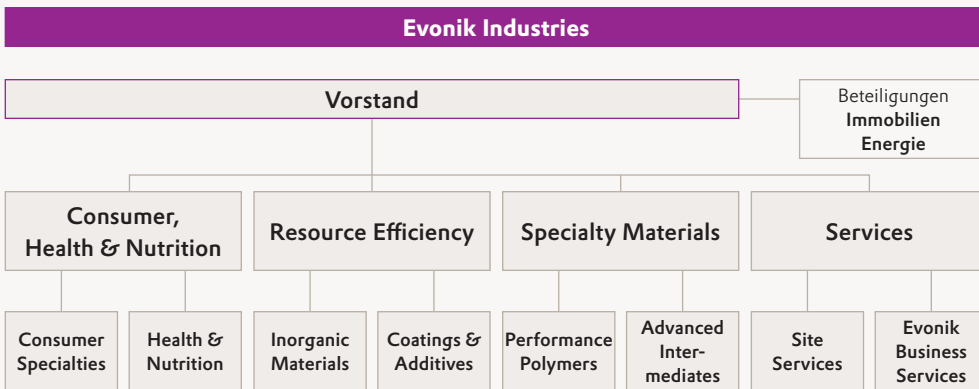 Evonik Industries
Vorstand
Beteiligungen
Immobilien
Energie
Consumer,
Health & Nutrition
Resource Efficiency
Specialty Materials
Services
Consumer
Specialties
Health &
Nutrition
Inorganic
Materials
Coatings &
Additives
Performance
Polymers
Advanced
Inter-
mediates
Site
Services
Evonik
Business
Services